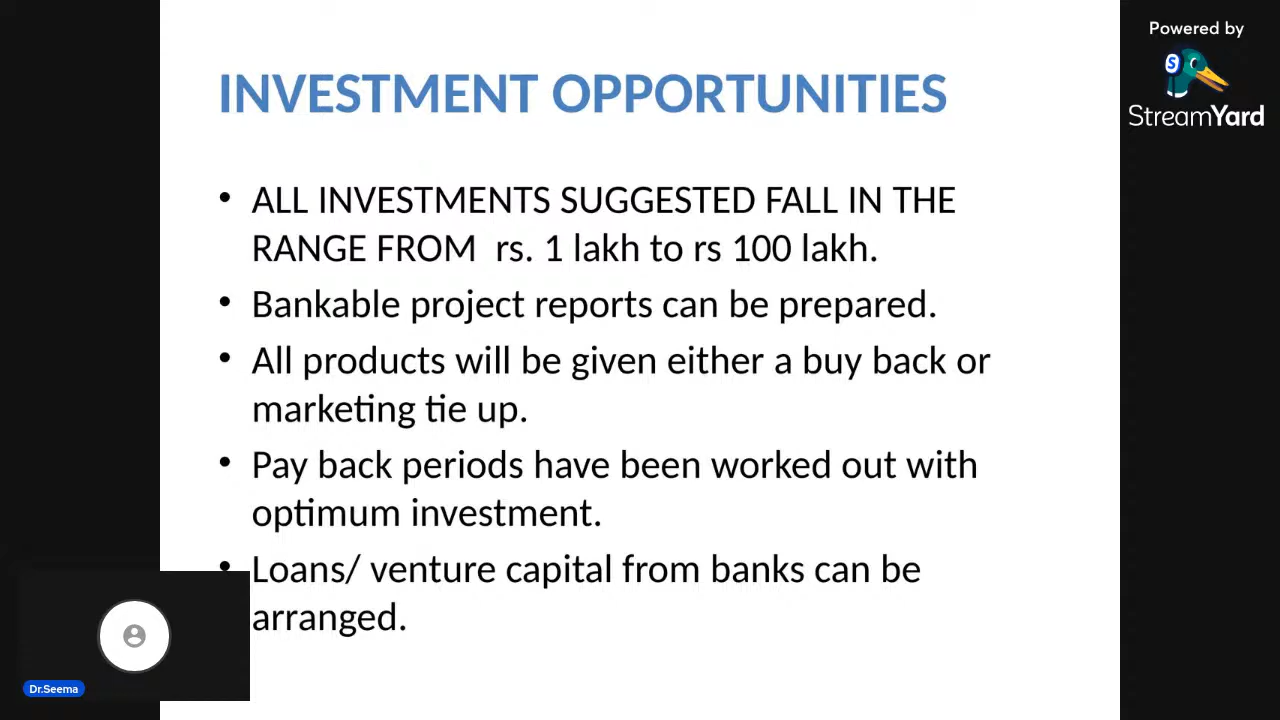 Powered by
StreamYard
INVESTMENT OPPORTUNITIES
• ALL INVESTMENTS SUGGESTED FALL IN THE
RANGE FROM rs. 1 lakh to rs 100 lakh.
• Bankable project reports can be prepared.
• All products will be given either a buy back or
marketing tie up.
• Pay back periods have been worked out with
optimum investment.
• Loans/ venture capital from banks can be
arranged.
Dr.Seema